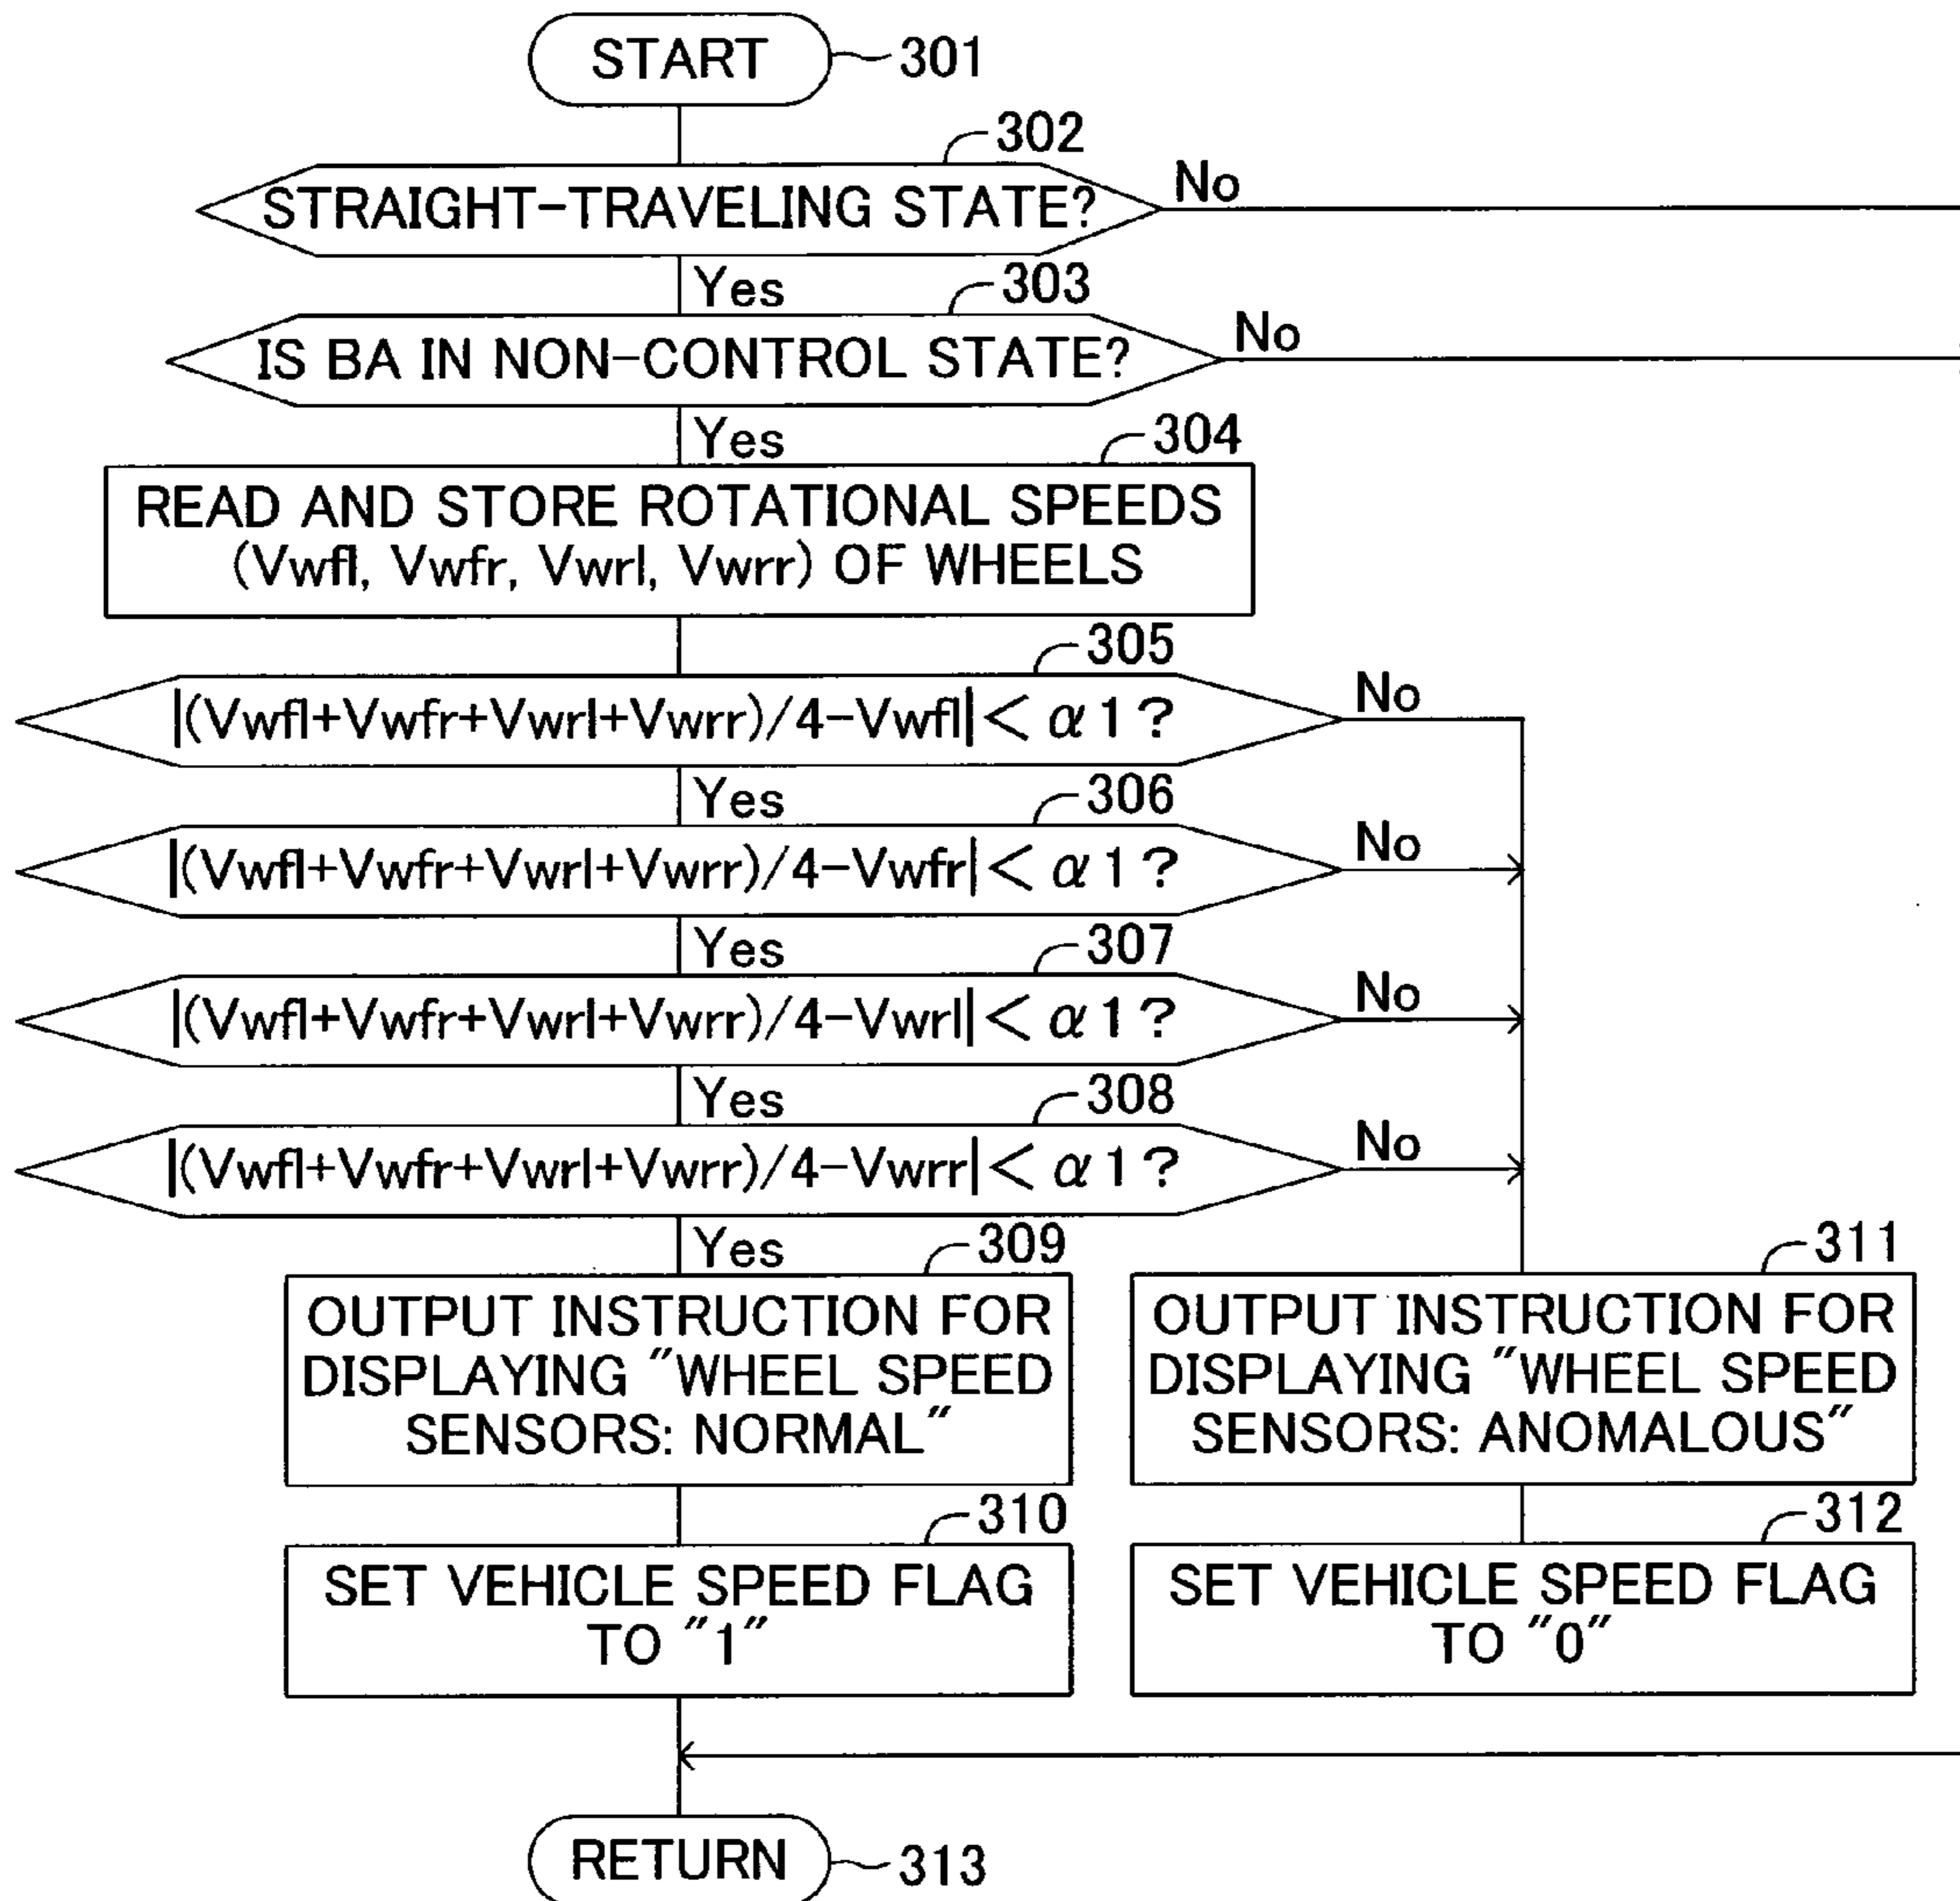 START 301
302
STRAIGHT-TRAVELING STATE? No
Yes 303
IS BA IN NON-CONTROL STATE? No
Yes 304
READ AND STORE ROTATIONAL SPEEDS
(Vwfl, Vwfr, Vwrl, Vwrr) OF WHEELS
305
|(Vwfl+Vwfr+Vwrl+Vwrr)/4-Vwfl|< α1? No
Yes 306
|(Vwfl+Vwfr+Vwrl+Vwrr)/4-Vwfr|< α1? No
Yes 307
|(Vwfl+Vwfr+Vwrl+Vwrr)/4-Vwrl|< α1? No
Yes 308
|(Vwfl+Vwfr+Vwrl+Vwrr)/4-Vwrr|< α1? No
Yes 309
OUTPUT INSTRUCTION FOR
DISPLAYING "WHEEL SPEED
SENSORS: NORMAL"
311
OUTPUT INSTRUCTION FOR
DISPLAYING "WHEEL SPEED
SENSORS: ANOMALOUS"
310
SET VEHICLE SPEED FLAG
TO "1"
312
SET VEHICLE SPEED FLAG
TO "0"
RETURN 313